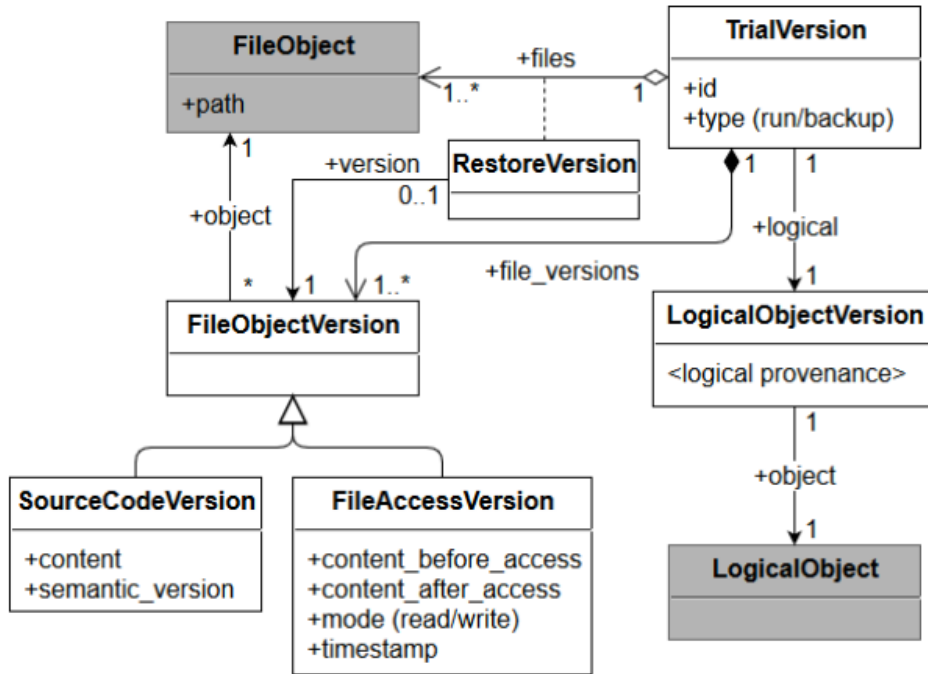 FileObject
+path
+files
1..*
1
TrialVersion
+id
+type (run/backup)
1
+object
*
+version
0..1
1
RestoreVersion
1
1
+logical
1
+file_versions
1..*
FileObjectVersion
LogicalObjectVersion
<logical provenance>
1
+object
1
SourceCodeVersion
+content
+semantic_version
FileAccessVersion
+content_before_access
+content_after_access
+mode (read/write)
+timestamp
LogicalObject